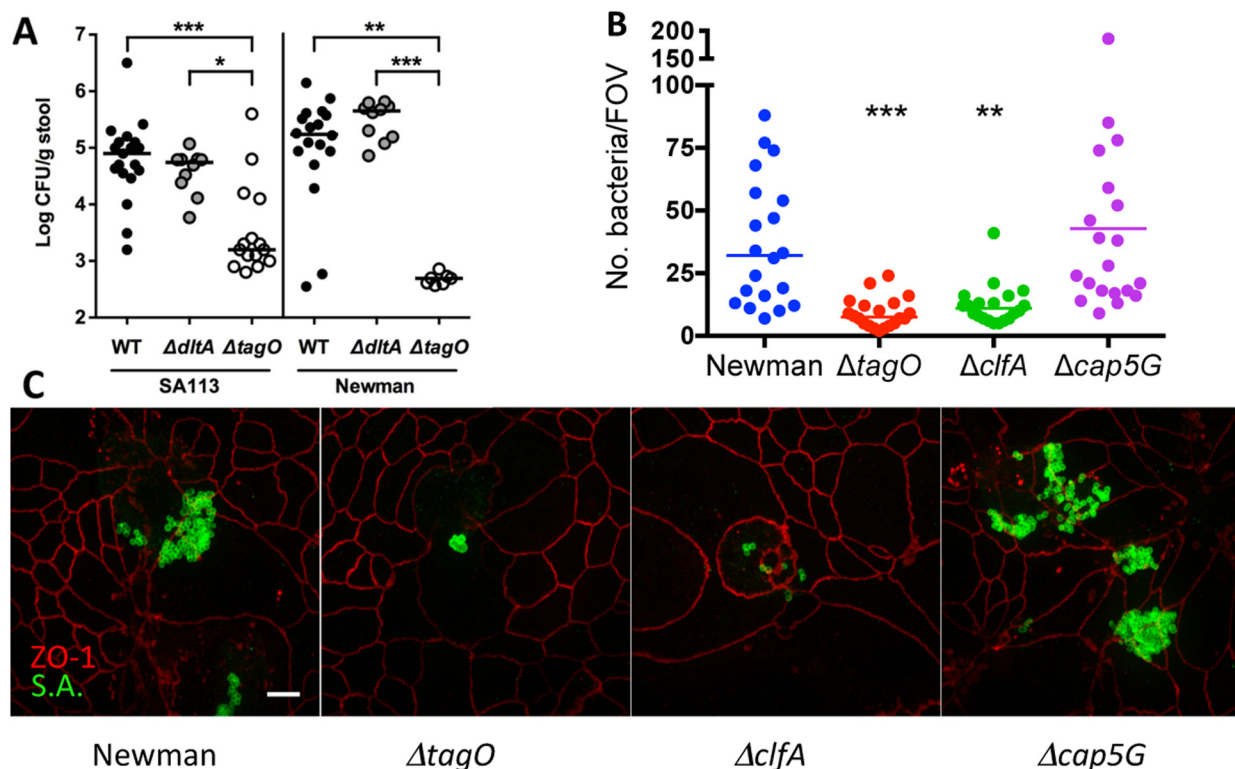 A
Log CFU/g stool
7
6
5
4
3
2
***
*
**
***
WT ΔdltA ΔtagO WT ΔdltA ΔtagO
SA113 Newman
B
No. bacteria/FOV
200
150
100
75
50
25
0
*** **
Newman ΔtagO ΔclfA Δcap5G
C
ZO-1
S.A.
Newman ΔtagO ΔclfA Δcap5G